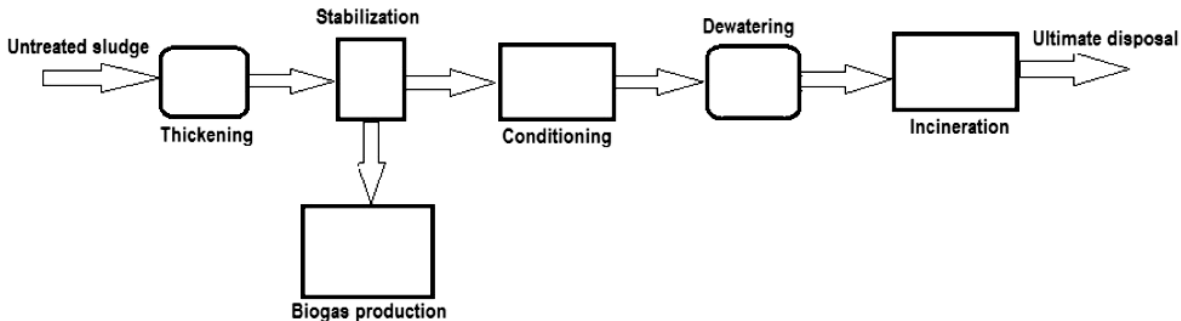 Untreated sludge
Thickening
Stabilization
Biogas production
Conditioning
Dewatering
Incineration
Ultimate disposal